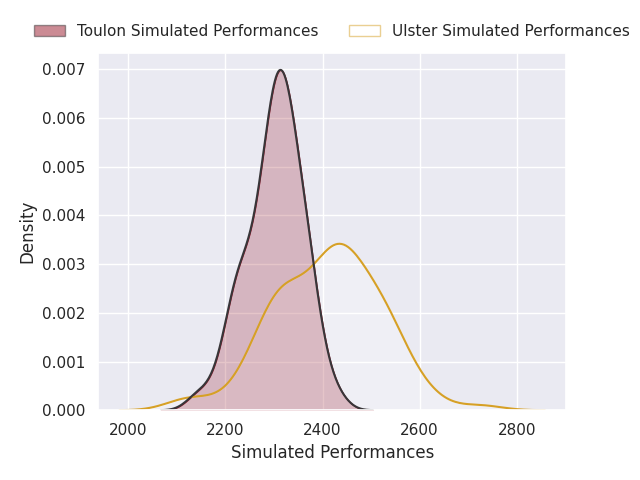 Toulon Simulated Performances Ulster Simulated Performances
0.007
0.006
0.005
0.004
0.003
0.002
0.001
0.000
Density
2000 2200 2400 2600 2800
Simulated Performances